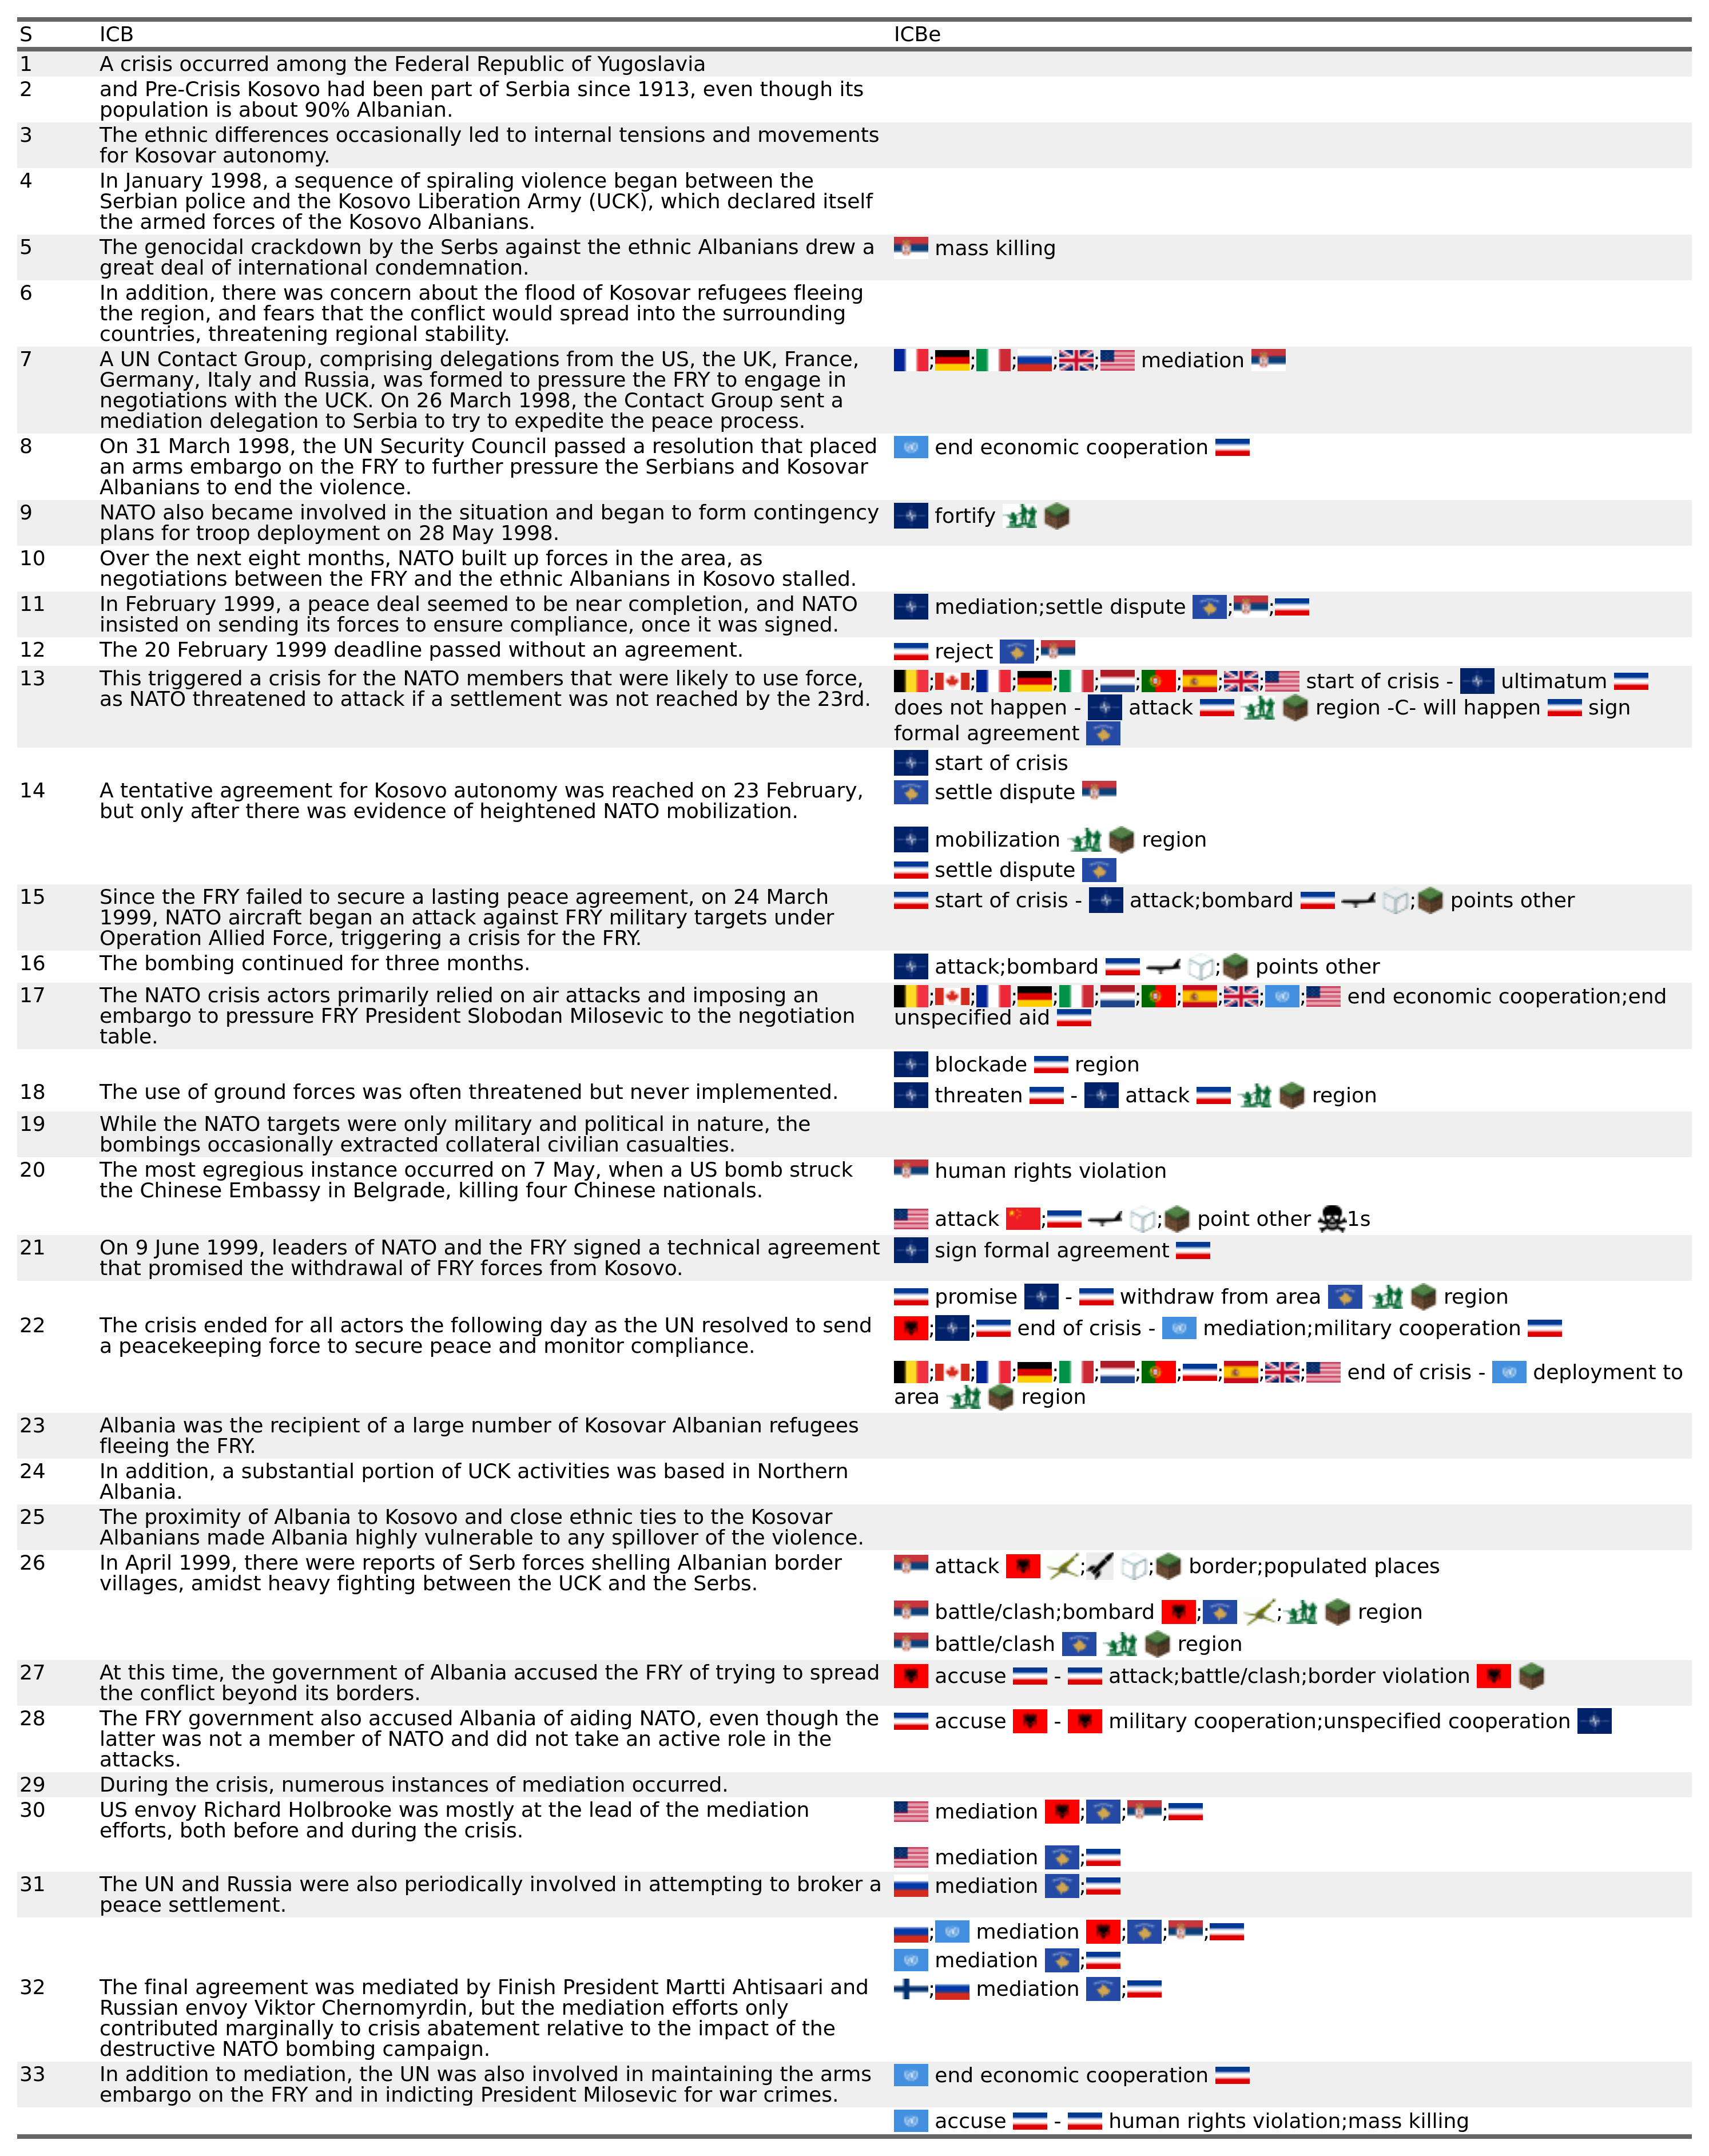 S ICB ICBe
1 A crisis occurred among the Federal Republic of Yugoslavia
2 and Pre-Crisis Kosovo had been part of Serbia since 1913, even though its
population is about 90% Albanian.
3 The ethnic differences occasionally led to internal tensions and movements
for Kosovar autonomy.
4 In January 1998, a sequence of spiraling violence began between the
Serbian police and the Kosovo Liberation Army (UCK), which declared itself
the armed forces of the Kosovo Albanians.
5 The genocidal crackdown by the Serbs against the ethnic Albanians drew a mass killing
great deal of international condemnation.
6 In addition, there was concern about the flood of Kosovar refugees fleeing
the region, and fears that the conflict would spread into the surrounding
countries, threatening regional stability.
7 A UN Contact Group, comprising delegations from the US, the UK, France, ;;;;; mediation
Germany, Italy and Russia, was formed to pressure the FRY to engage in
negotiations with the UCK. On 26 March 1998, the Contact Group sent a
mediation delegation to Serbia to try to expedite the peace process.
8 On 31 March 1998, the UN Security Council passed a resolution that placed end economic cooperation
an arms embargo on the FRY to further pressure the Serbians and Kosovar
Albanians to end the violence.
9 NATO also became involved in the situation and began to form contingency fortify
plans for troop deployment on 28 May 1998.
10 Over the next eight months, NATO built up forces in the area, as
negotiations between the FRY and the ethnic Albanians in Kosovo stalled.
11 In February 1999, a peace deal seemed to be near completion, and NATO mediation;settle dispute ;;
insisted on sending its forces to ensure compliance, once it was signed.
12 The 20 February 1999 deadline passed without an agreement. reject ;
13 This triggered a crisis for the NATO members that were likely to use force, ;;;;;;;;; start of crisis - ultimatum
as NATO threatened to attack if a settlement was not reached by the 23rd. does not happen - attack region -C- will happen sign
formal agreement
start of crisis
14 A tentative agreement for Kosovo autonomy was reached on 23 February, settle dispute
but only after there was evidence of heightened NATO mobilization.
mobilization region
settle dispute
15 Since the FRY failed to secure a lasting peace agreement, on 24 March start of crisis - attack;bombard ; points other
1999, NATO aircraft began an attack against FRY military targets under
Operation Allied Force, triggering a crisis for the FRY.
16 The bombing continued for three months. attack;bombard ; points other
17 The NATO crisis actors primarily relied on air attacks and imposing an ;;;;;;;;;; end economic cooperation;end
embargo to pressure FRY President Slobodan Milosevic to the negotiation unspecified aid
table.
blockade region
18 The use of ground forces was often threatened but never implemented. threaten - attack region
19 While the NATO targets were only military and political in nature, the
bombings occasionally extracted collateral civilian casualties.
20 The most egregious instance occurred on 7 May, when a US bomb struck human rights violation
the Chinese Embassy in Belgrade, killing four Chinese nationals.
attack ; ; point other 1s
21 On 9 June 1999, leaders of NATO and the FRY signed a technical agreement sign formal agreement
that promised the withdrawal of FRY forces from Kosovo.
promise - withdraw from area region
22 The crisis ended for all actors the following day as the UN resolved to send ;; end of crisis - mediation;military cooperation
a peacekeeping force to secure peace and monitor compliance.
;;;;;;;;;; end of crisis - deployment to
area region
23 Albania was the recipient of a large number of Kosovar Albanian refugees
fleeing the FRY.
24 In addition, a substantial portion of UCK activities was based in Northern
Albania.
25 The proximity of Albania to Kosovo and close ethnic ties to the Kosovar
Albanians made Albania highly vulnerable to any spillover of the violence.
26 In April 1999, there were reports of Serb forces shelling Albanian border attack ; ; border;populated places
villages, amidst heavy fighting between the UCK and the Serbs.
battle/clash;bombard ; ; region
battle/clash region
27 At this time, the government of Albania accused the FRY of trying to spread accuse - attack;battle/clash;border violation
the conflict beyond its borders.
28 The FRY government also accused Albania of aiding NATO, even though the accuse - military cooperation;unspecified cooperation
latter was not a member of NATO and did not take an active role in the
attacks.
29 During the crisis, numerous instances of mediation occurred.
30 US envoy Richard Holbrooke was mostly at the lead of the mediation mediation ;;;
efforts, both before and during the crisis.
mediation ;
31 The UN and Russia were also periodically involved in attempting to broker a mediation ;
peace settlement.
; mediation ;;;
mediation ;
32 The final agreement was mediated by Finish President Martti Ahtisaari and ; mediation ;
Russian envoy Viktor Chernomyrdin, but the mediation efforts only
contributed marginally to crisis abatement relative to the impact of the
destructive NATO bombing campaign.
33 In addition to mediation, the UN was also involved in maintaining the arms end economic cooperation
embargo on the FRY and in indicting President Milosevic for war crimes.
accuse - human rights violation;mass killing